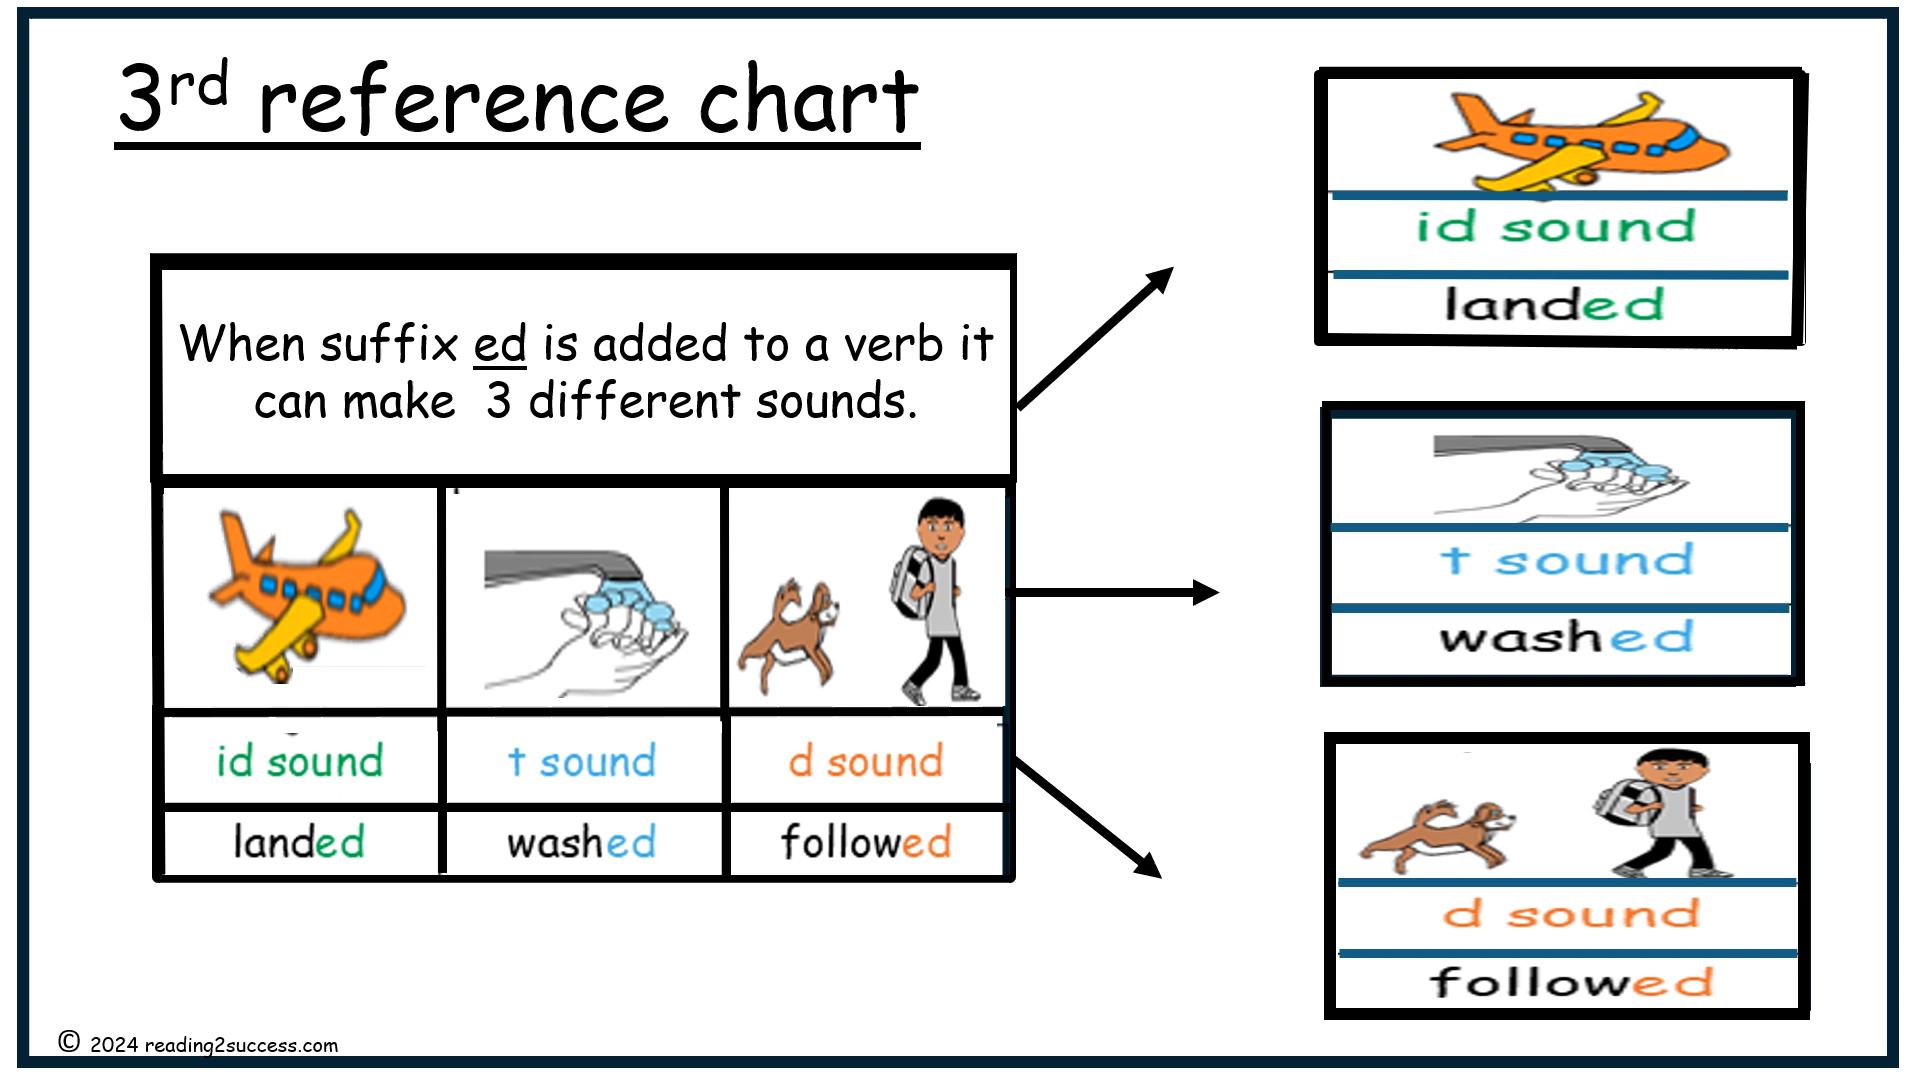 3rd reference chart
When suffix ed is added to a verb it
can make 3 different sounds.
id sound t sound d sound
landed washed followed
id sound
landed
t sound
washed
d sound
followed
© 2024 reading2success.com